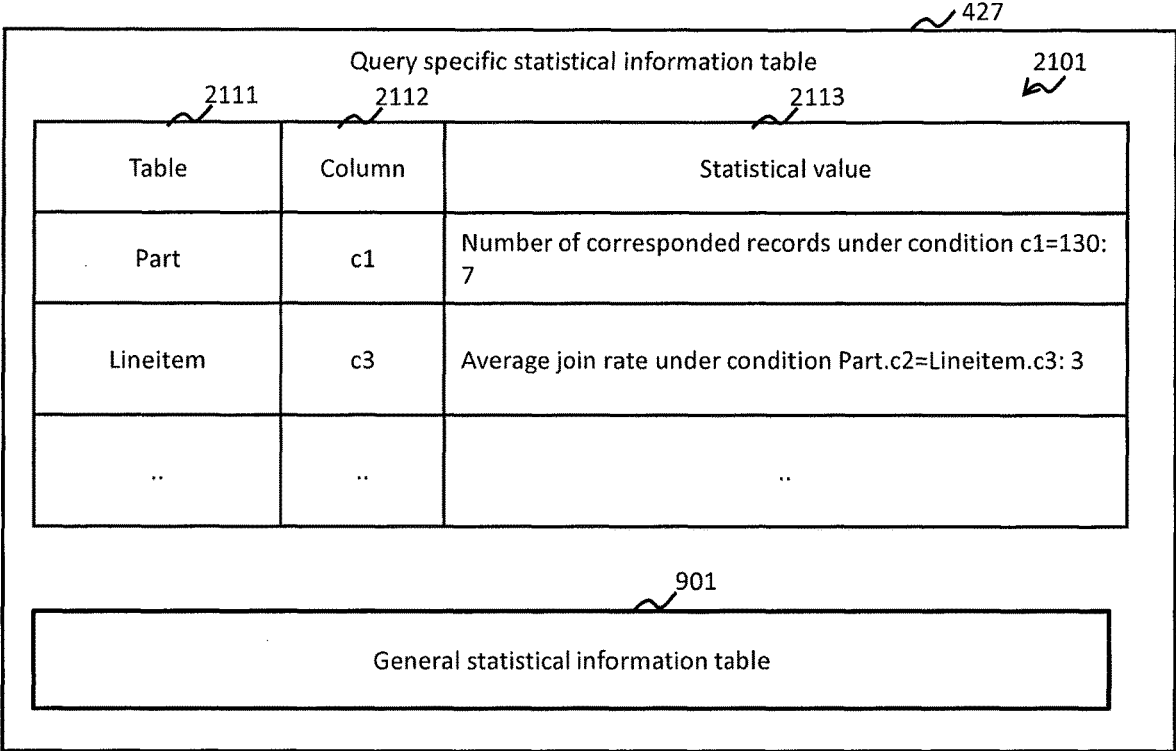 427
Query specific statistical information table
2101
2111
2112
2113
Table
Column
Statistical value
Part
c1
Number of corresponded records under condition c1=130:
7
Lineitem
c3
Average join rate under condition Part.c2=Lineitem.c3: 3
..
..
..
901
General statistical information table